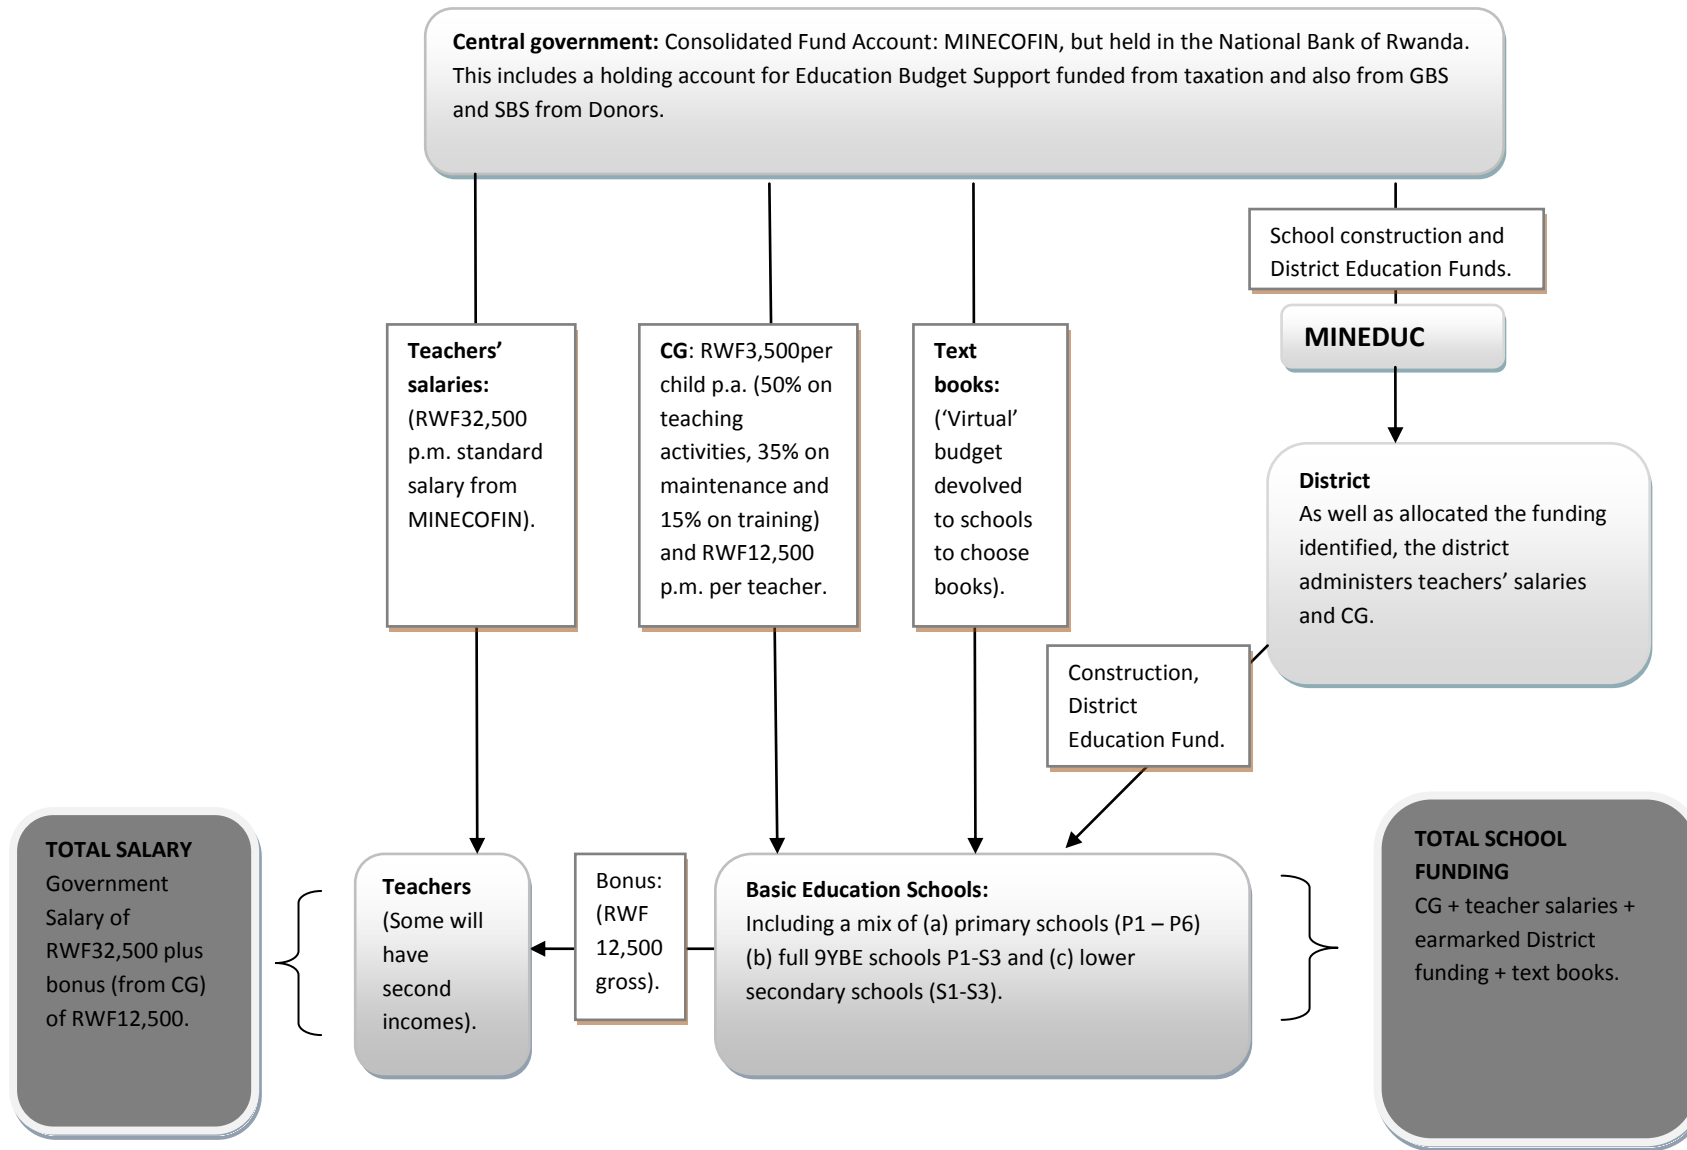 Central government: Consolidated Fund Account: MINECOFIN, but held in the National Bank of Rwanda.
This includes a holding account for Education Budget Support funded from taxation and also from GBS
and SBS from Donors.
School construction and
District Education Funds.
MINEDUC
Teachers’
salaries:
(RWF32,500
p.m. standard
salary from
MINECOFIN).
CG: RWF3,500per
child p.a. (50% on
teaching
activities, 35% on
maintenance and
15% on training)
and RWF12,500
p.m. per teacher.
Text
books:
(‘Virtual’
budget
devolved
to schools
to choose
books).
District
As well as allocated the funding
identified, the district
administers teachers’ salaries
and CG.
Construction,
District
Education Fund.
TOTAL SALARY
Government
Salary of
RWF32,500 plus
bonus (from CG)
of RWF12,500.
Teachers
(Some will
have
second
incomes).
Bonus:
(RWF
12,500
gross).
Basic Education Schools:
Including a mix of (a) primary schools (P1 – P6)
(b) full 9YBE schools P1-S3 and (c) lower
secondary schools (S1-S3).
TOTAL SCHOOL
FUNDING
CG + teacher salaries +
earmarked District
funding + text books.